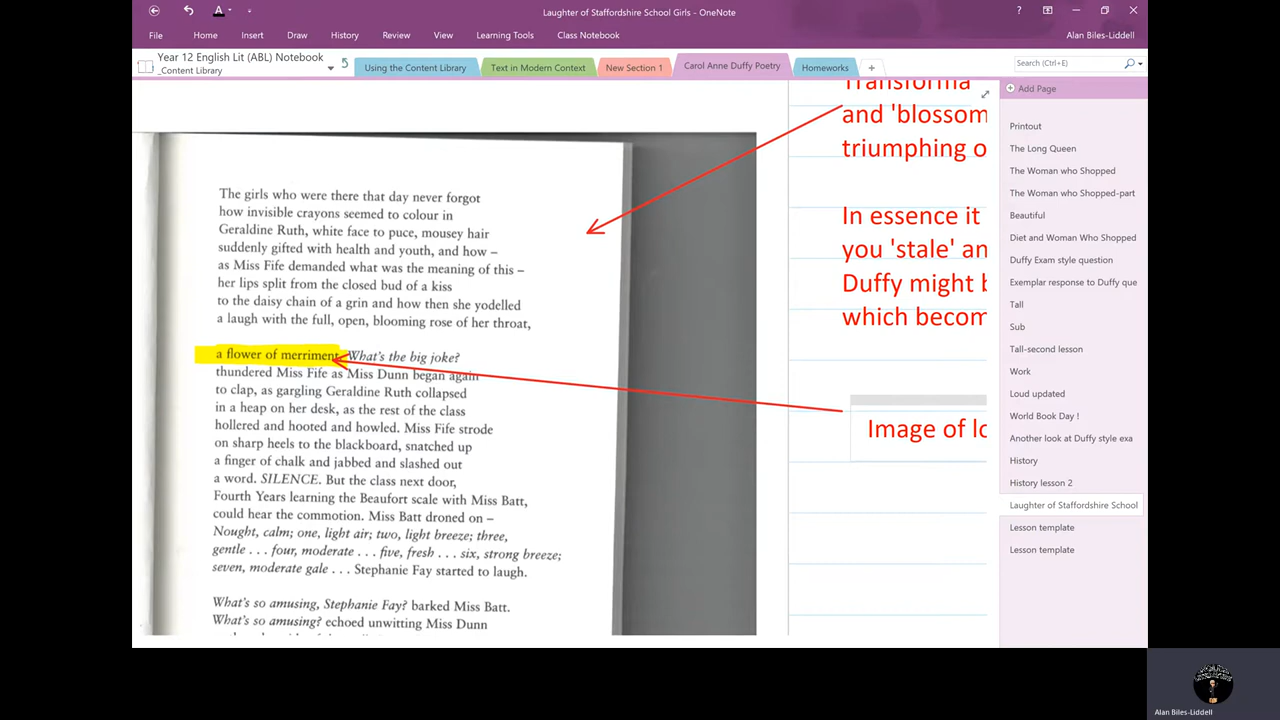 Laughter of Staffordshire School Girls - OneNote
File Home Insert Draw History Review View Learning Tools Class Notebook
Alan Biles-Liddell
Year 12 English Lit (ABL) Notebook
_Content Library
Using the Content Library
Text in Modern Context
New Section 1
Carol Anne Duffy Poetry
Homeworks
Search (Ctrl+E)
The girls who were there that day never forgot
how invisible crayons seemed to colour in
Geraldine Ruth, white face to puce, mousey hair
suddenly gifted with health and youth, and how –
as Miss Fife demanded what was the meaning of this –
her lips split from the closed bud of a kiss
to the daisy chain of a grin and how then she yodelled
a laugh with the full, open, blooming rose of her throat,
a flower of merriment. What's the big joke?
thundered Miss Fife as Miss Dunn began again
to clap, as gargling Geraldine Ruth collapsed
in a heap on her desk, as the rest of the class
hollered and hooted and howled. Miss Fife strode
on sharp heels to the blackboard, snatched up
a finger of chalk and jabbed and slashed out
a word. SILENCE. But the class next door,
Fourth Years learning the Beaufort scale with Miss Batt,
could hear the commotion. Miss Batt droned on –
Nought, calm; one, light air; two, light breeze; three,
gentle . . . four, moderate . . . five, fresh . . . six, strong breeze;
seven, moderate gale . . . Stephanie Fay started to laugh.
What's so amusing, Stephanie Fay? barked Miss Batt.
What's so amusing? echoed unwitting Miss Dunn
Transforma
and 'blossom
triumphing o
In essence it
you 'stale' an
Duffy might b
which becom
Image of lo
Add Page
Printout
The Long Queen
The Woman who Shopped
The Woman who Shopped-part
Beautiful
Diet and Woman Who Shopped
Duffy Exam style question
Exemplar response to Duffy que
Tall
Sub
Tall-second lesson
Work
Loud updated
World Book Day !
Another look at Duffy style exa
History
History lesson 2
Laughter of Staffordshire School
Lesson template
Lesson template
Alan Biles-Liddell